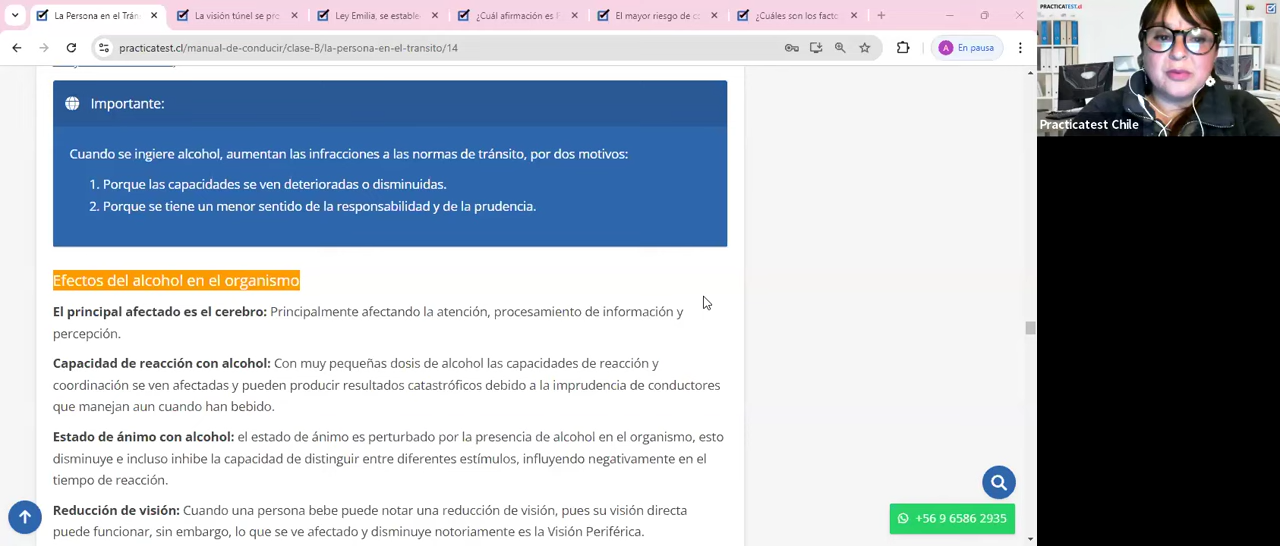 La Persona en el Tráns
La visión túnel se pro
Ley Emilia, se estable
¿Cuál afirmación es
El mayor riesgo de c
¿Cuáles son los facto
practicatest.cl/manual-de-conducir/clase-B/la-persona-en-el-transito/14
A En pausa
Importante:
Cuando se ingiere alcohol, aumentan las infracciones a las normas de tránsito, por dos motivos:
1. Porque las capacidades se ven deterioradas o disminuidas.
2. Porque se tiene un menor sentido de la responsabilidad y de la prudencia.
Efectos del alcohol en el organismo
El principal afectado es el cerebro: Principalmente afectando la atención, procesamiento de información y
percepción.
Capacidad de reacción con alcohol: Con muy pequeñas dosis de alcohol las capacidades de reacción y
coordinación se ven afectadas y pueden producir resultados catastróficos debido a la imprudencia de conductores
que manejan aun cuando han bebido.
Estado de ánimo con alcohol: el estado de ánimo es perturbado por la presencia de alcohol en el organismo, esto
disminuye e incluso inhibe la capacidad de distinguir entre diferentes estímulos, influyendo negativamente en el
tiempo de reacción.
Reducción de visión: Cuando una persona bebe puede notar una reducción de visión, pues su visión directa
puede funcionar, sin embargo, lo que se ve afectado y disminuye notoriamente es la Visión Periférica.
+56 9 6586 2935
PRACTICATEST.CL
Practicatest Chile